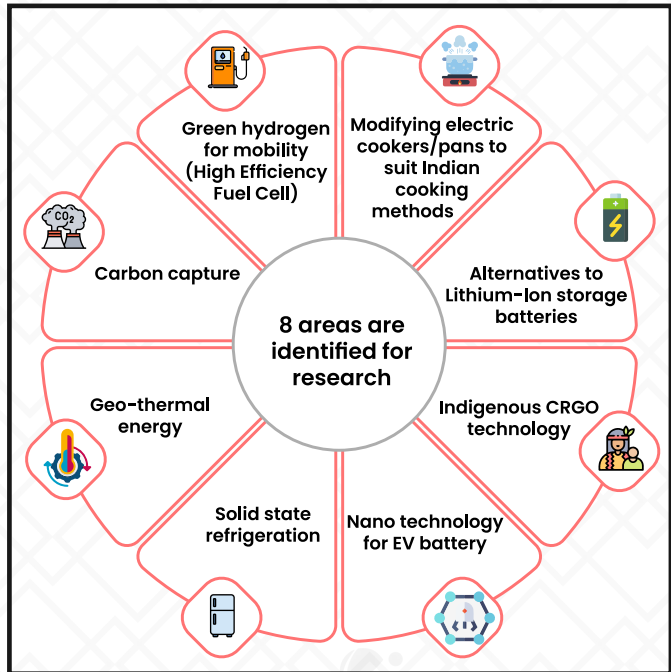 Green hydrogen
for mobility
(High Efficiency
Fuel Cell)
Modifying electric
cookers/pans to
suit Indian
cooking
methods
Alternatives to
Lithium-Ion storage
batteries
Indigenous CRGO
technology
Nano technology
for EV battery
Solid state
refrigeration
Geo-thermal
energy
Carbon capture
CO2
8 areas are
identified for
research